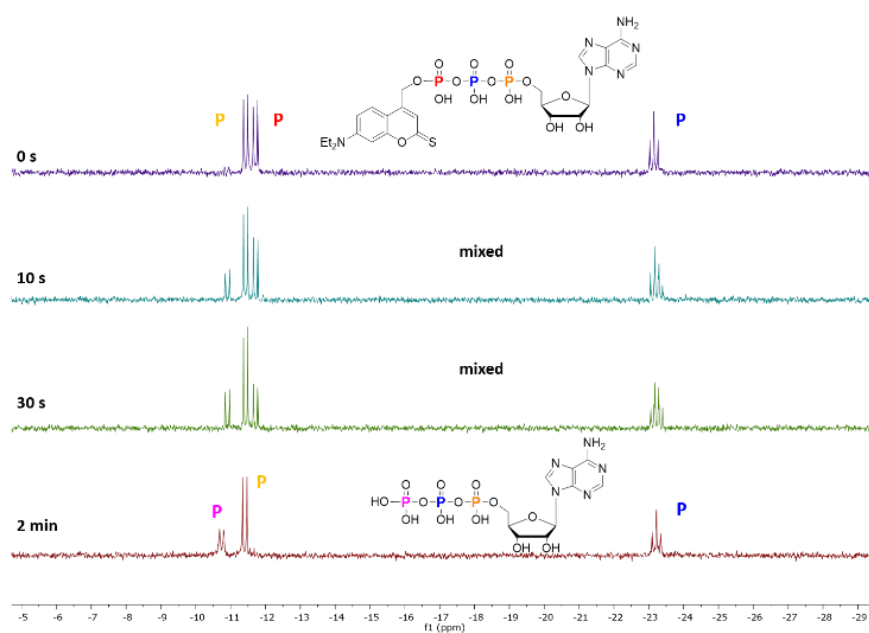 NH₂
N
N
N
N
O
O
O
O
P
O
P
O
P
O
O
OH
OH
OH
OH
OH
Et₂N
O
S
P
P
P
0 s
mixed
10 s
mixed
30 s
NH₂
N
N
N
N
O
O
O
HO
P
O
P
O
P
O
O
OH
OH
OH
OH
OH
P
P
P
2 min
-5 -6 -7 -8 -9 -10 -11 -12 -13 -14 -15 -16 -17 -18 -19 -20 -21 -22 -23 -24 -25 -26 -27 -28 -29
f1 (ppm)